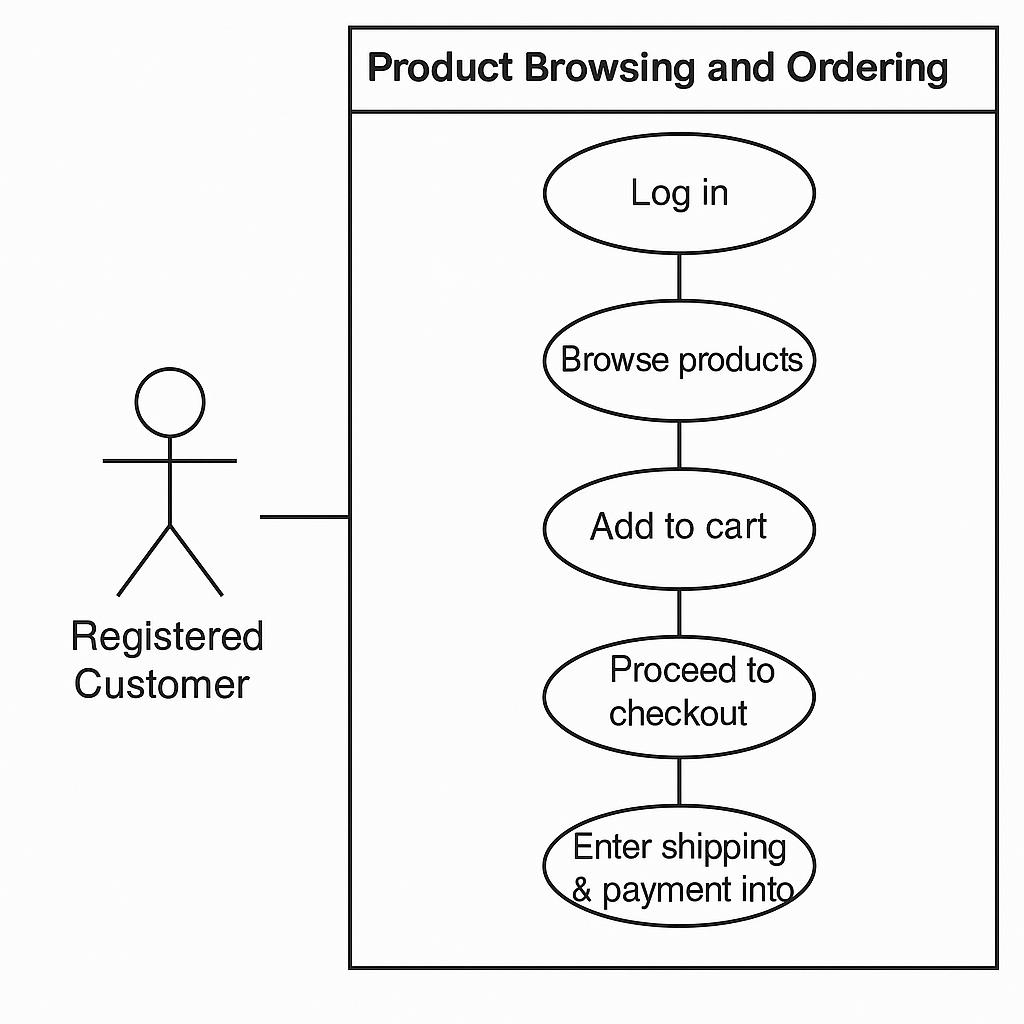 Product Browsing and Ordering
Log in
Browse products
Add to cart
Proceed to
checkout
Enter shipping
& payment into
Registered
Customer